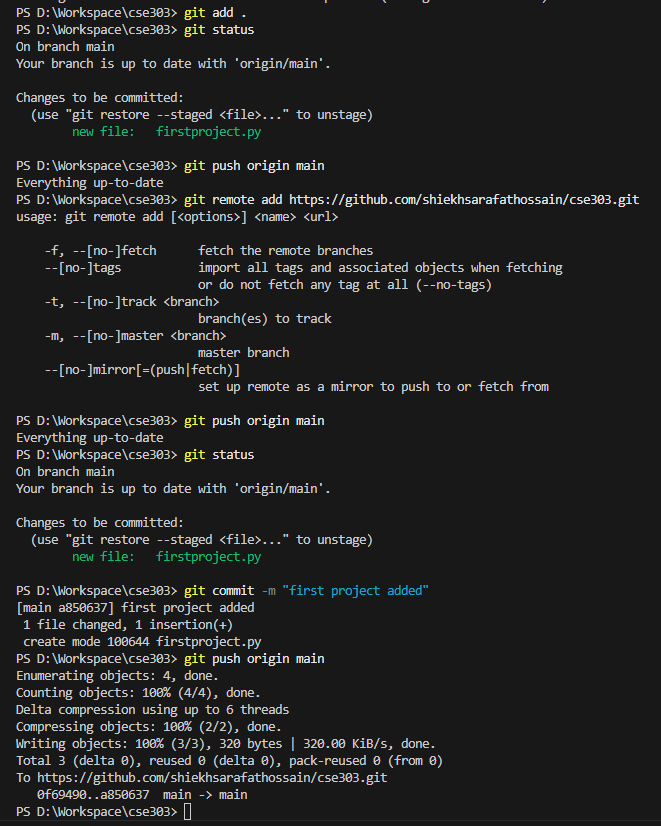 PS D:\Workspace\cse303> git add .
PS D:\Workspace\cse303> git status
On branch main
Your branch is up to date with 'origin/main'.
Changes to be committed:
  (use "git restore --staged <file>..." to unstage)
        new file:   firstproject.py
PS D:\Workspace\cse303> git push origin main
Everything up-to-date
PS D:\Workspace\cse303> git remote add https://github.com/shiekhsarafathossain/cse303.git
usage: git remote add [<options>] <name> <url>
    -f, --[no-]fetch      fetch the remote branches
    --[no-]tags           import all tags and associated objects when fetching
                          or do not fetch any tag at all (--no-tags)
    -t, --[no-]track <branch>
                          branch(es) to track
    -m, --[no-]master <branch>
                          master branch
    --[no-]mirror[=(push|fetch)]
                          set up remote as a mirror to push to or fetch from
PS D:\Workspace\cse303> git push origin main
Everything up-to-date
PS D:\Workspace\cse303> git status
On branch main
Your branch is up to date with 'origin/main'.
Changes to be committed:
  (use "git restore --staged <file>..." to unstage)
        new file:   firstproject.py
PS D:\Workspace\cse303> git commit -m "first project added"
[main a850637] first project added
 1 file changed, 1 insertion(+)
 create mode 100644 firstproject.py
PS D:\Workspace\cse303> git push origin main
Enumerating objects: 4, done.
Counting objects: 100% (4/4), done.
Delta compression using up to 6 threads
Compressing objects: 100% (2/2), done.
Writing objects: 100% (3/3), 320 bytes | 320.00 KiB/s, done.
Total 3 (delta 0), reused 0 (delta 0), pack-reused 0 (from 0)
To https://github.com/shiekhsarafathossain/cse303.git
   0f69490..a850637  main -> main
PS D:\Workspace\cse303>